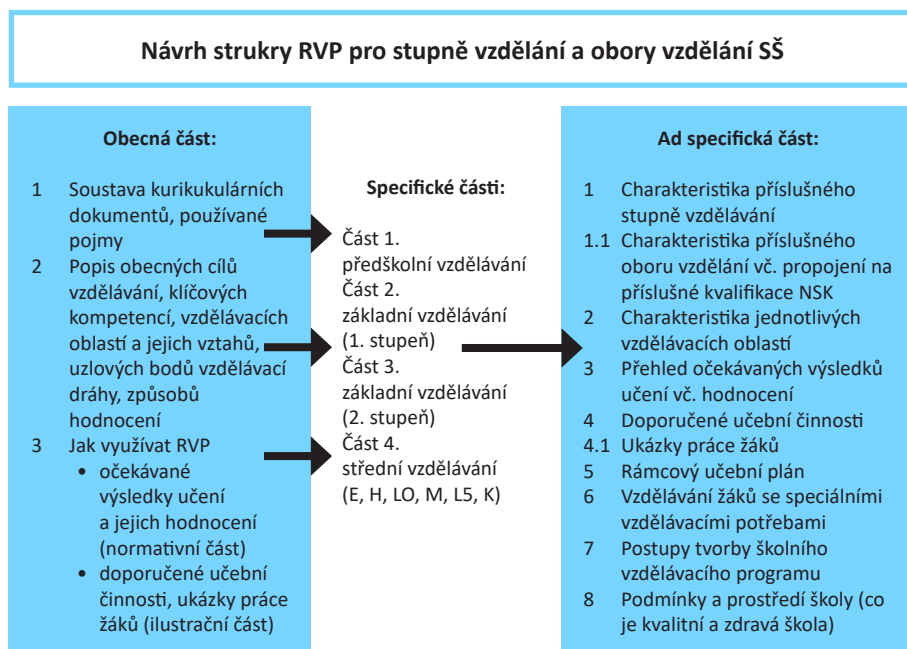 Návrh strukry RVP pro stupně vzdělání a obory vzdělání SŠ
Obecná část:
1 Soustava kurikukulárních
dokumentů, používané
pojmy
2 Popis obecných cílů
vzdělávání, klíčových
kompetencí, vzdělávacích
oblastí a jejich vztahů,
uzlových bodů vzdělávací
dráhy, způsobů
hodnocení
3 Jak využívat RVP
• očekávané
výsledky učení
a jejich hodnocení
(normativní část)
• doporučené učební
činnosti, ukázky práce
žáků (ilustrační část)
Specifické části:
Část 1.
předškolní vzdělávání
Část 2.
základní vzdělávání
(1. stupeň)
Část 3.
základní vzdělávání
(2. stupeň)
Část 4.
střední vzdělávání
(E, H, LO, M, L5, K)
Ad specifická část:
1 Charakteristika příslušného
stupně vzdělávání
1.1 Charakteristika příslušného
oboru vzdělání vč. propojení na
příslušné kvalifikace NSK
2 Charakteristika jednotlivých
vzdělávacích oblastí
3 Přehled očekávaných výsledků
učení vč. hodnocení
4 Doporučené učební činnosti
4.1 Ukázky práce žáků
5 Rámcový učební plán
6 Vzdělávání žáků se speciálními
vzdělávacími potřebami
7 Postupy tvorby školního
vzdělávacího programu
8 Podmínky a prostředí školy (co
je kvalitní a zdravá škola)